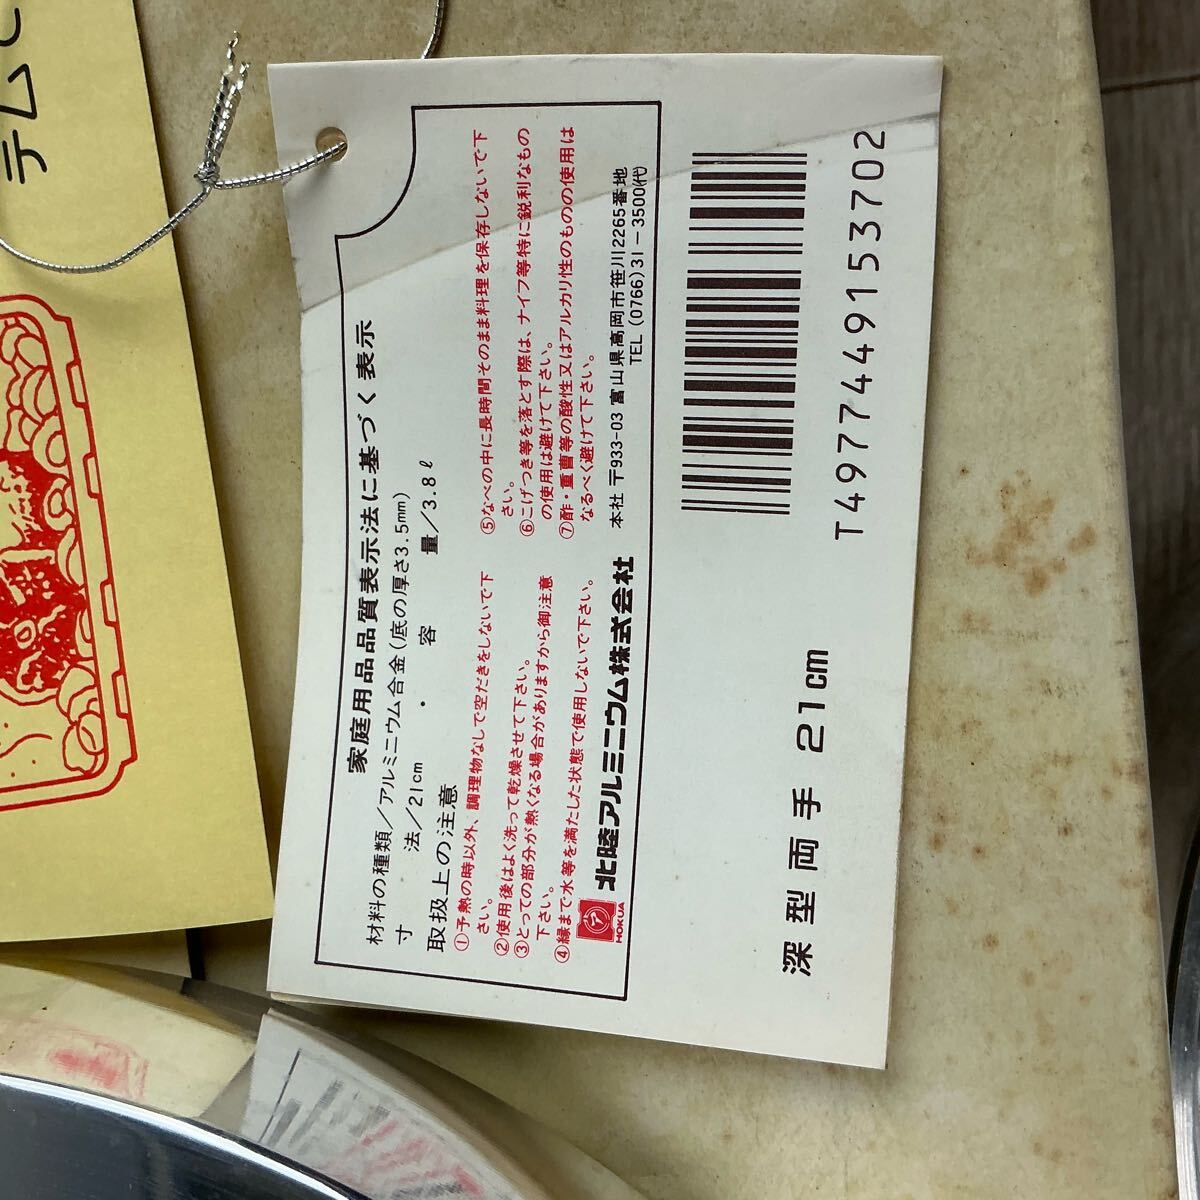 テムと
家庭用品品質表示法に基づく表示
材料の種類/アルミニウム合金(底の厚さ3.5mm)
寸　　法/21cm　・　容　　量/3.8ℓ
取扱上の注意
①予熱の時以外、調理物なしで空だきをしないで下
さい。
②使用後はよく洗って乾燥させて下さい。
③とっての部分が熱くなる場合がありますから御注意
下さい。
④縁まで水等を満たした状態で使用しないで下さい。
⑤なべの中に長時間そのまま料理を保存しないで下
さい。
⑥こげつき等を落とす際は、ナイフ等特に鋭利なもの
の使用は避けて下さい。
⑦酢・重曹等の酸性又はアルカリ性のものの使用は
なるべく避けて下さい。
HOKUA
北陸アルミニウム株式会社
本社 〒933-03 富山県高岡市笹川2265番地
TEL (0766)31-3500(代)
T4977449153702
深型両手 21cm